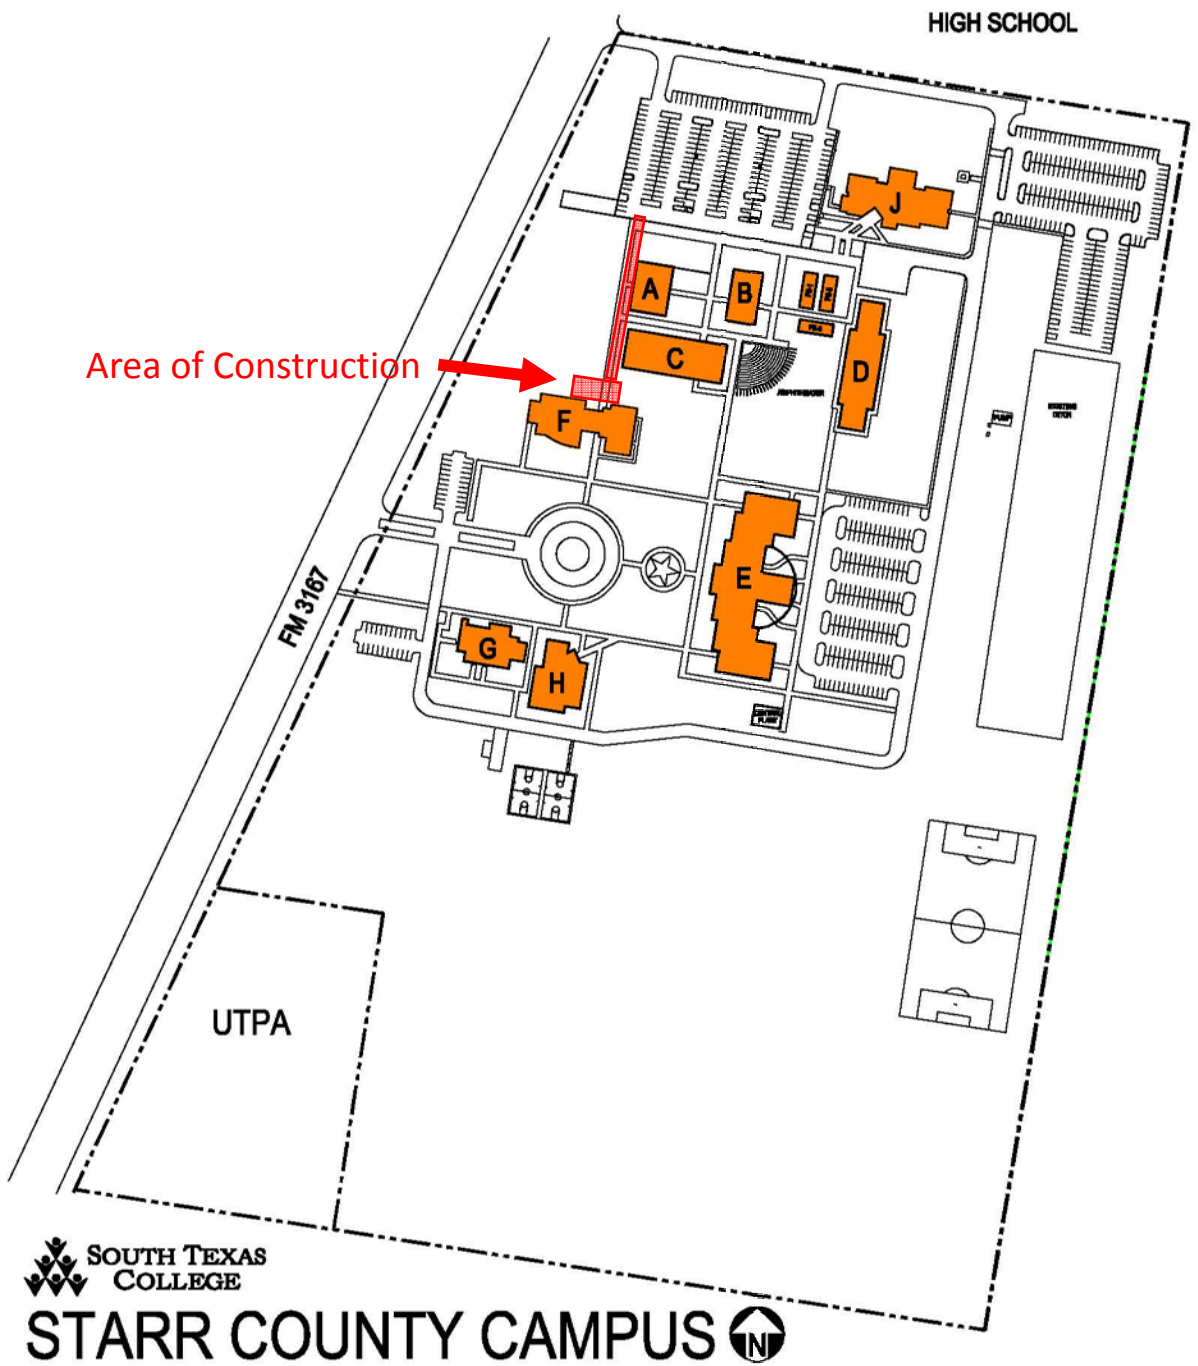 HIGH SCHOOL
J
A
B
C
D
Area of Construction
F
E
FM 3167
G
H
UTPA
SOUTH TEXAS
COLLEGE
STARR COUNTY CAMPUS
N